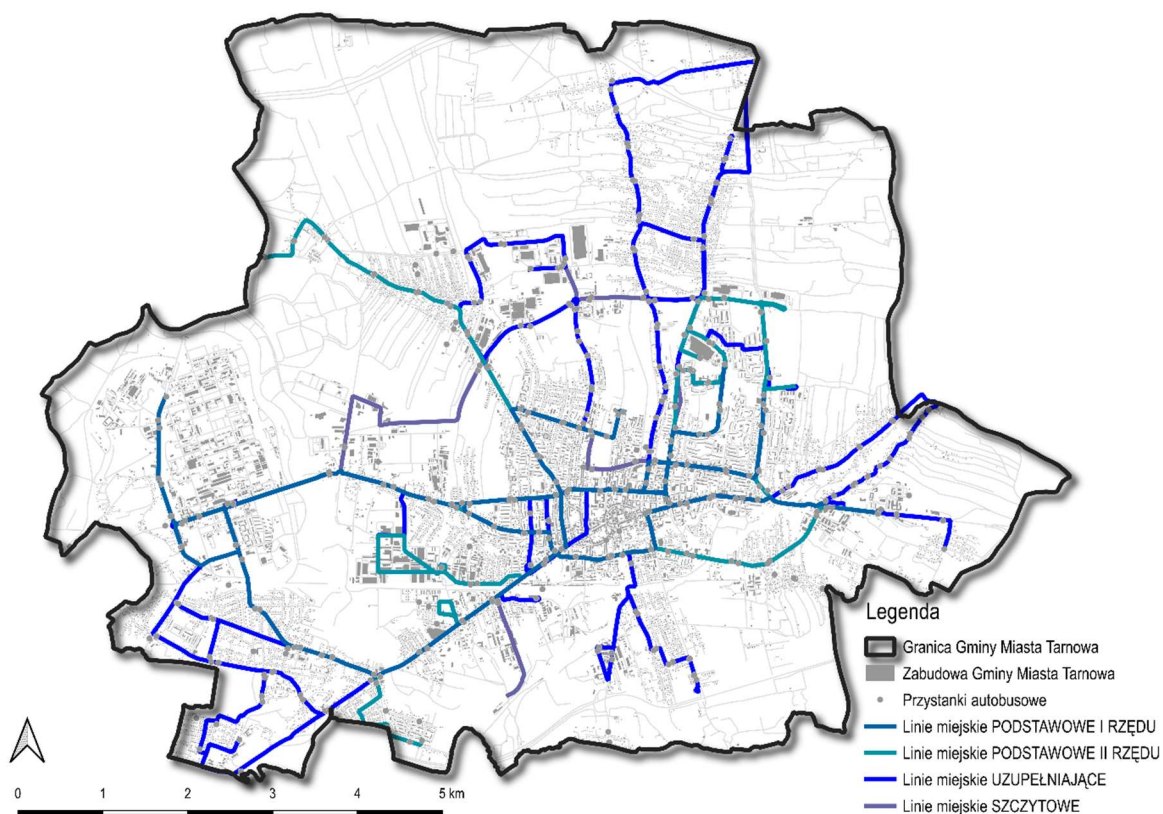 Legenda
Granica Gminy Miasta Tarnowa
Zabudowa Gminy Miasta Tarnowa
Przystanki autobusowe
Linie miejskie PODSTAWOWE I RZĘDU
Linie miejskie PODSTAWOWE II RZĘDU
Linie miejskie UZUPEŁNIAJĄCE
Linie miejskie SZCZYTOWE
0 1 2 3 4 5 km